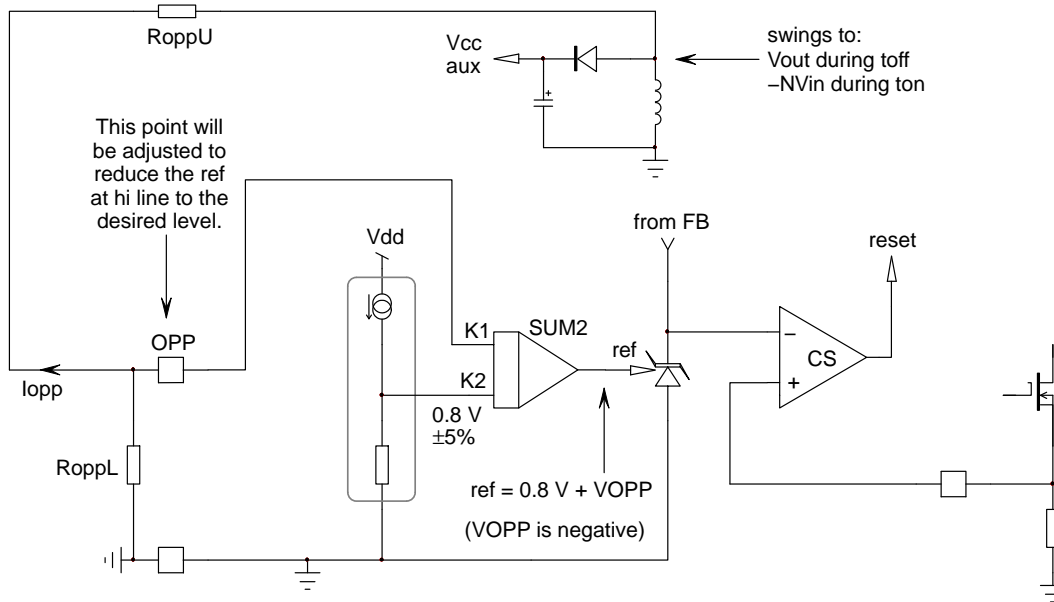 RoppU
Vcc
aux
swings to:
Vout during toff
−NVin during ton
+
This point will
be adjusted to
reduce the ref
at hi line to the
desired level.
from FB
Vdd
reset
OPP
K1
SUM2
ref
−
CS
Iopp
K2
+
0.8 V
±5%
RoppL
ref = 0.8 V + VOPP
(VOPP is negative)